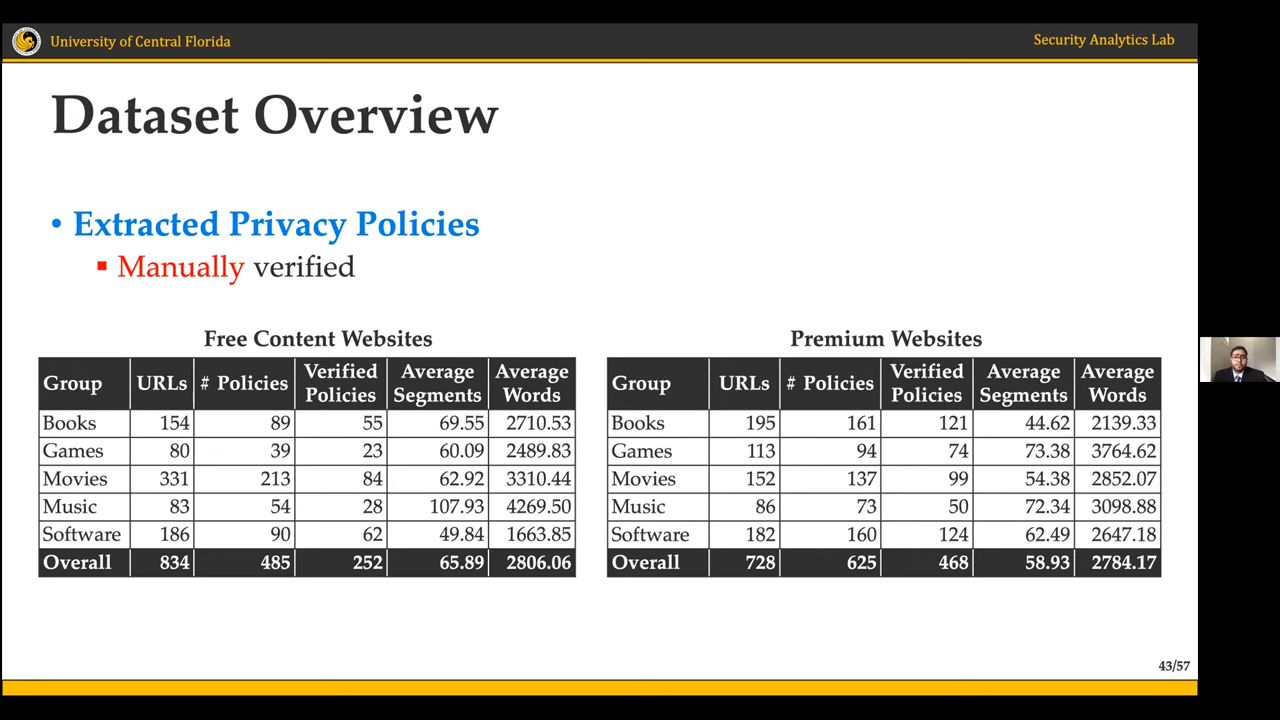 University of Central Florida
Security Analytics Lab
Dataset Overview
• Extracted Privacy Policies
▪ Manually verified
Free Content Websites
Group URLs # Policies Verified Policies Average Segments Average Words
Books 154 89 55 69.55 2710.53
Games 80 39 23 60.09 2489.83
Movies 331 213 84 62.92 3310.44
Music 83 54 28 107.93 4269.50
Software 186 90 62 49.84 1663.85
Overall 834 485 252 65.89 2806.06
Premium Websites
Group URLs # Policies Verified Policies Average Segments Average Words
Books 195 161 121 44.62 2139.33
Games 113 94 74 73.38 3764.62
Movies 152 137 99 54.38 2852.07
Music 86 73 50 72.34 3098.88
Software 182 160 124 62.49 2647.18
Overall 728 625 468 58.93 2784.17
43/57